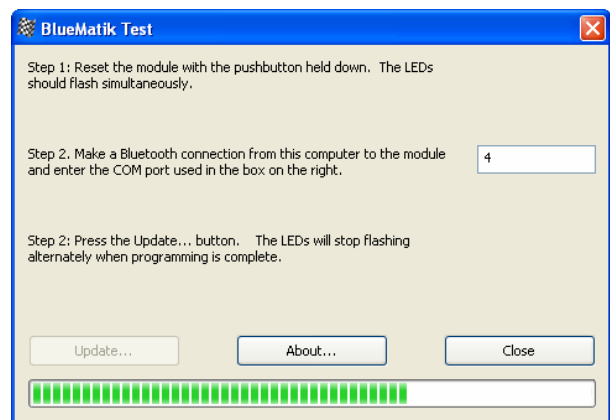 BlueMatik Test
Step 1: Reset the module with the pushbutton held down.  The LEDs
should flash simultaneously.
Step 2. Make a Bluetooth connection from this computer to the module
and enter the COM port used in the box on the right.
4
Step 2: Press the Update... button.   The LEDs will stop flashing
alternately when programming is complete.
Update...
About...
Close